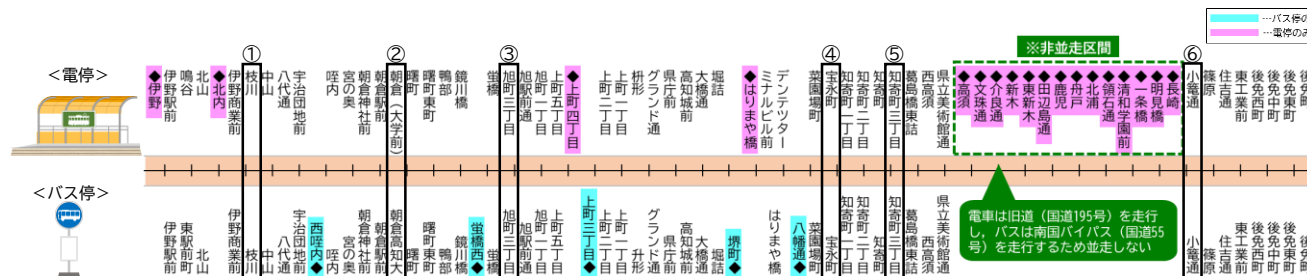 …バス停の
…電停のみ
※非並走区間
① ② ③ ④ ⑤ ⑥
<電停>
◆伊野
伊野駅前
鳴谷
北山
◆北内
伊野商業前
枝川
中山
八代通
宇治団地前
咥内
宮の奥
朝倉神社前
朝倉駅前
朝倉(大学前)
曙町
曙町東町
鴨部
鏡川橋
蛍橋
旭町三丁目
旭駅前通
旭町一丁目
上町五丁目
◆上町四丁目
上町二丁目
上町一丁目
枡形
グランド通
県庁前
高知城前
大橋通
堀詰
◆はりまや橋
ミナルビル前
デンテツター
菜園場町
宝永町
知寄町一丁目
知寄町二丁目
知寄町
知寄町三丁目
葛島橋東詰
西高須
県立美術館通
◆高須
◆文珠通
◆介良通
◆新木
◆東新木
◆田辺島通
◆鹿児
◆舟戸
◆北浦
◆領石通
◆清和学園前
◆一条橋
◆明見橋
◆長崎
小篭通
篠原
住吉通
東工業前
後免西町
後免中町
後免東町
<バス停>
伊野駅前
東駅前町
北山
伊野商業前
枝川
八代通
宇治団地前
西咥内◆
宮の奥
朝倉神社前
朝倉駅前
朝倉高知大
曙町
曙町東町
鴨部
鏡川橋
蛍橋西◆
蛍橋
旭町三丁目
旭駅前通
旭町一丁目
上町五丁目
上町三丁目◆
上町二丁目
上町一丁目
升形
グランド通
県庁前
高知城前
大橋通
堀詰
堺町◆
はりまや橋
八幡通◆
菜園場町
宝永町
知寄町一丁目
知寄町二丁目
知寄町
知寄町三丁目
葛島橋東詰
西高須
県立美術館通
電車は旧道(国道195号)を走行
し,バスは南国バイパス(国道55
号)を走行するため並走しない
小篭通
篠原
住吉通
東工業前
後免西町
後免中町
後免東町